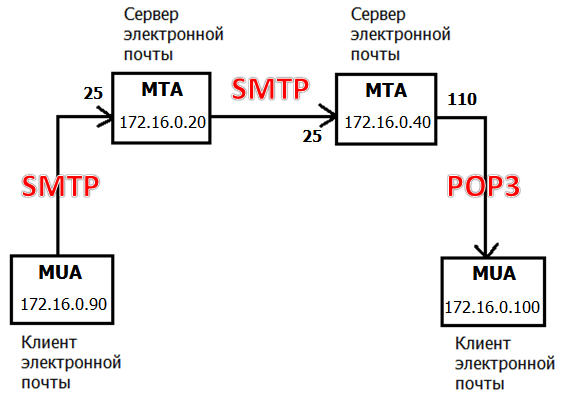 Сервер
электронной
почты
Сервер
электронной
почты
25
MTA
172.16.0.20
SMTP
25
MTA
172.16.0.40
110
SMTP
POP3
MUA
172.16.0.90
MUA
172.16.0.100
Клиент
электронной
почты
Клиент
электронной
почты